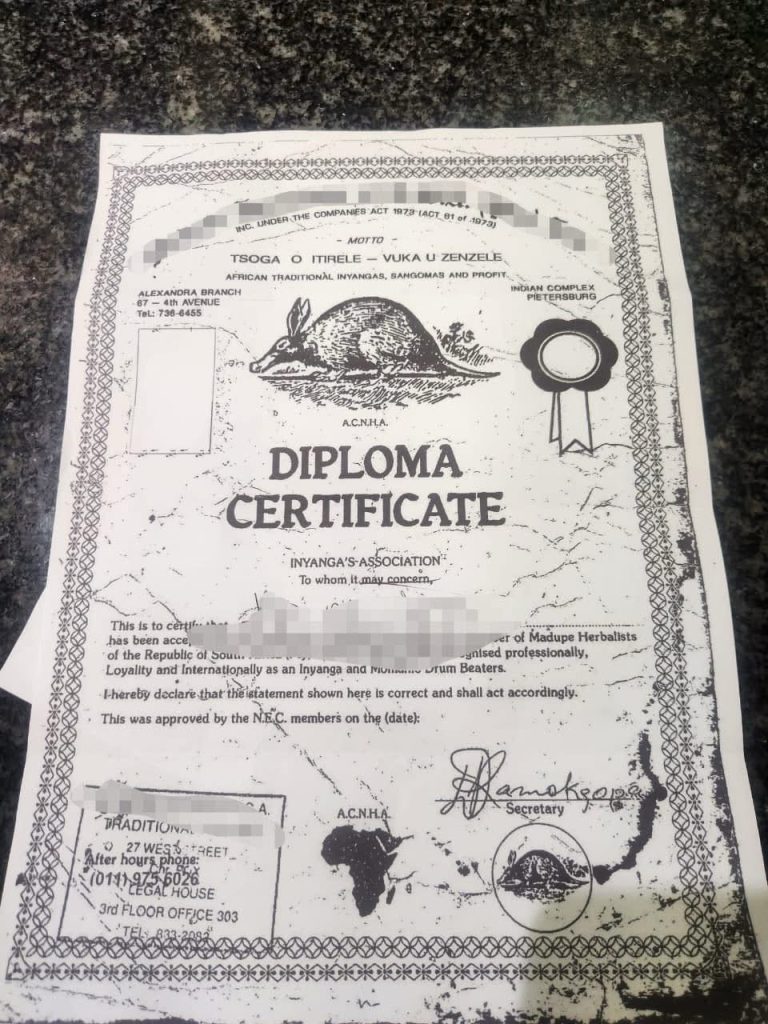 INC. UNDER THE COMPANIES ACT 1973 (ACT 61 of 1973)
- MOTTO -
TSOGA O ITIRELE – VUKA U ZENZELE
AFRICAN TRADITIONAL INYANGAS, SANGOMAS AND PROFIT.
ALEXANDRA BRANCH
67 – 4th AVENUE
TeL: 736-6455
INDIAN COMPLEX
PIETERSBURG
A.C.N.H.A.
DIPLOMA
CERTIFICATE
INYANGA'S ASSOCIATION
To whom it may concern,
This is to certify that
has been of Madupe Herbalists
of the Republic of professionally,
Loyality and Internationally as an Inyanga and Drum Beaters.
I hereby declare that the statement shown here is correct and shall act accordingly.
This was approved by the N.E.C. members on the (date):
Secretary
A.C.N.H.A.
27 WEST STREET
After hours phone:
(011) 975 6026
LEGAL HOUSE
3rd FLOOR OFFICE 303
TEL: 833-2082